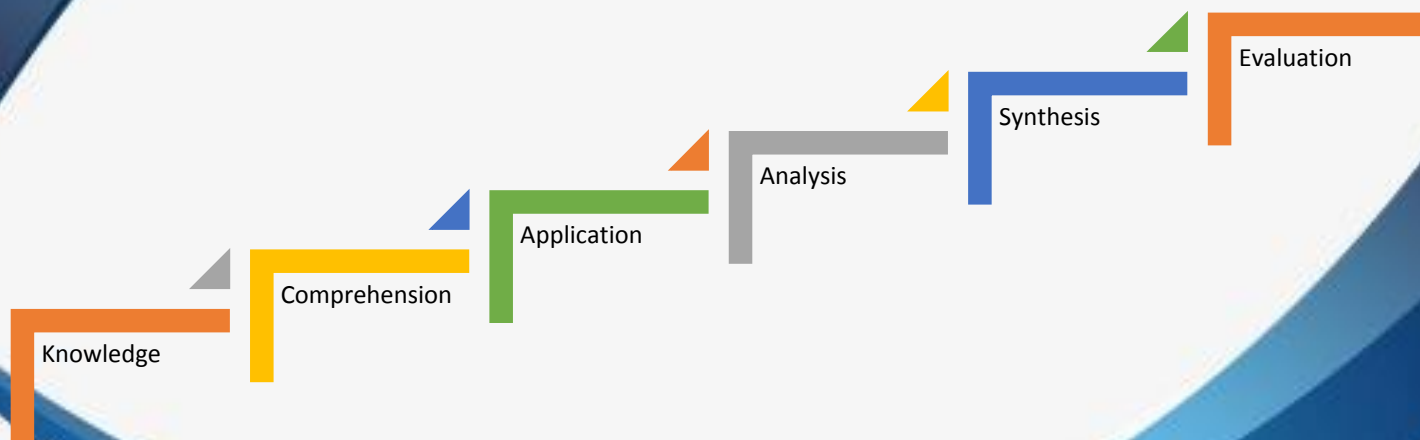 Knowledge
Comprehension
Application
Analysis
Synthesis
Evaluation